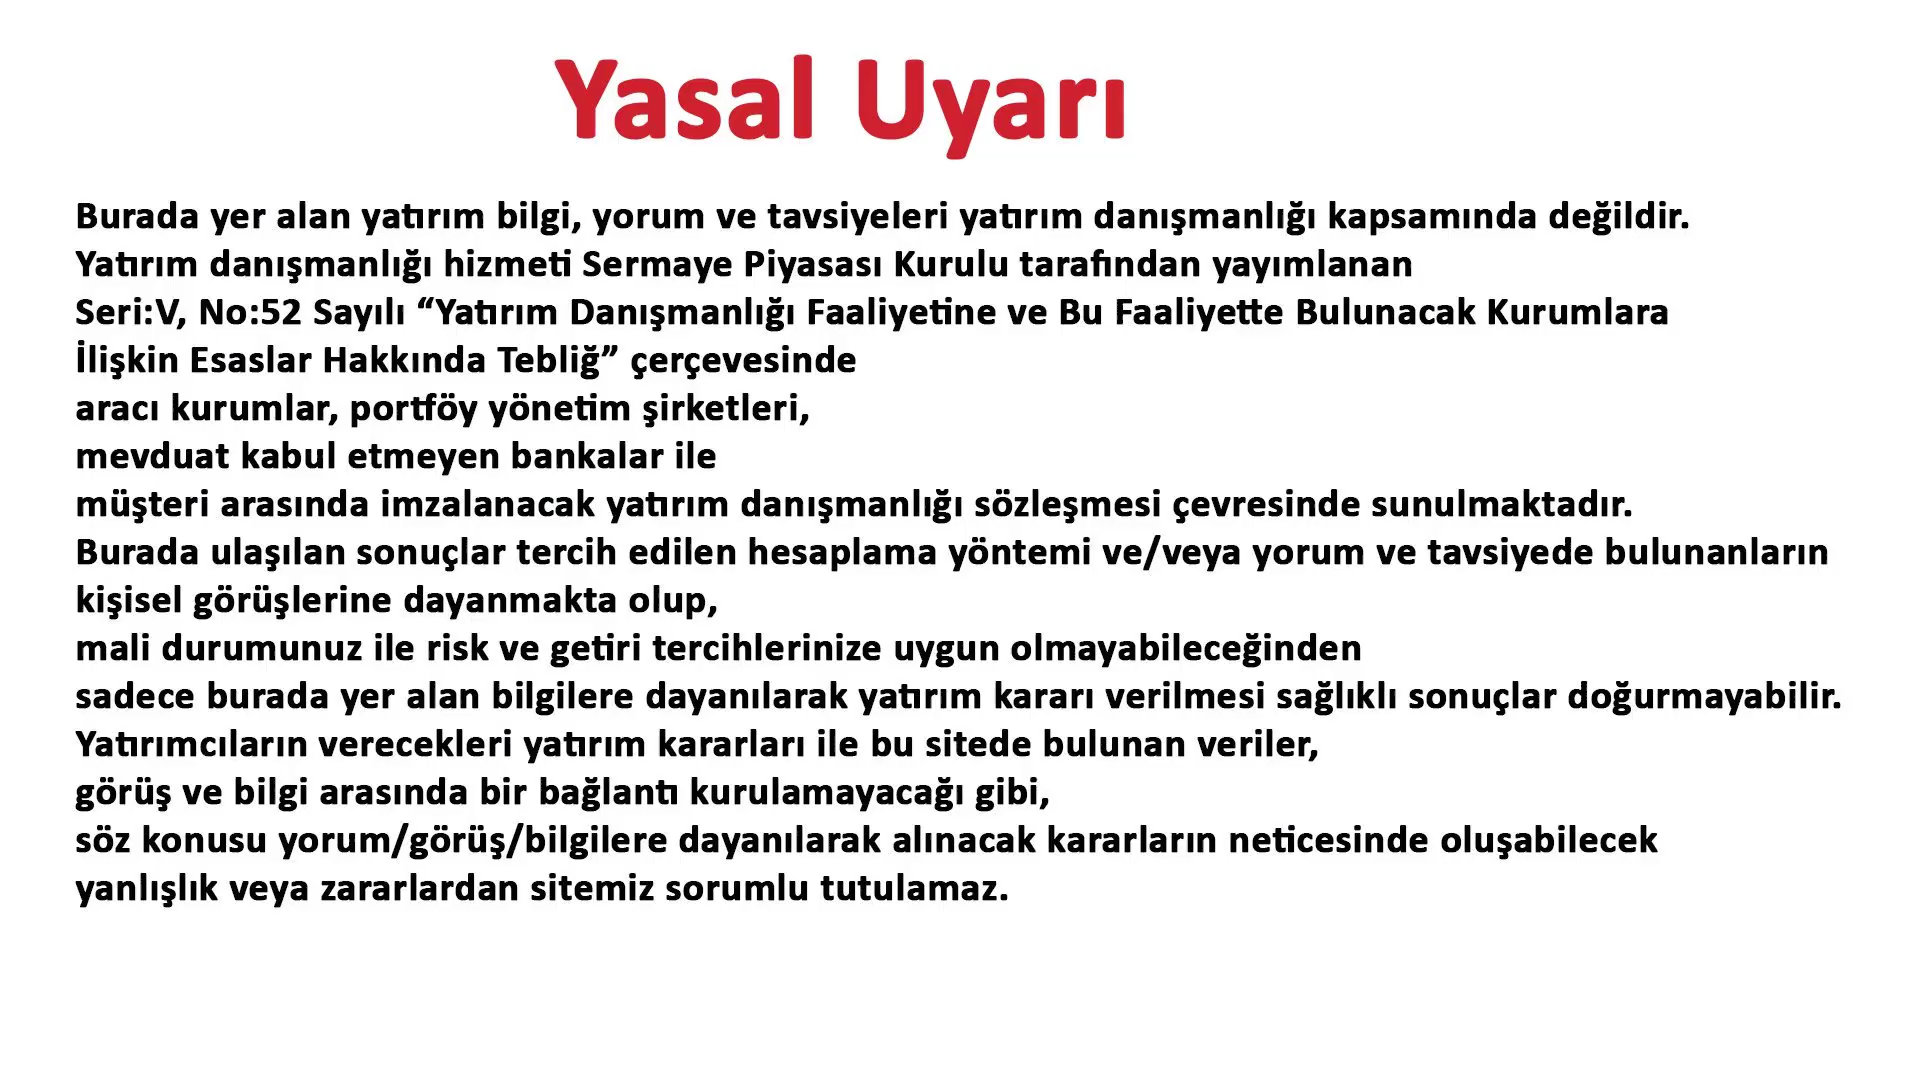 Yasal Uyarı
Burada yer alan yatırım bilgi, yorum ve tavsiyeleri yatırım danışmanlığı kapsamında değildir.
Yatırım danışmanlığı hizmeti Sermaye Piyasası Kurulu tarafından yayımlanan
Seri:V, No:52 Sayılı “Yatırım Danışmanlığı Faaliyetine ve Bu Faaliyette Bulunacak Kurumlara
İlişkin Esaslar Hakkında Tebliğ” çerçevesinde
aracı kurumlar, portföy yönetim şirketleri,
mevduat kabul etmeyen bankalar ile
müşteri arasında imzalanacak yatırım danışmanlığı sözleşmesi çevresinde sunulmaktadır.
Burada ulaşılan sonuçlar tercih edilen hesaplama yöntemi ve/veya yorum ve tavsiyede bulunanların
kişisel görüşlerine dayanmakta olup,
mali durumunuz ile risk ve getiri tercihlerinize uygun olmayabileceğinden
sadece burada yer alan bilgilere dayanılarak yatırım kararı verilmesi sağlıklı sonuçlar doğurmayabilir.
Yatırımcıların verecekleri yatırım kararları ile bu sitede bulunan veriler,
görüş ve bilgi arasında bir bağlantı kurulamayacağı gibi,
söz konusu yorum/görüş/bilgilere dayanılarak alınacak kararların neticesinde oluşabilecek
yanlışlık veya zararlardan sitemiz sorumlu tutulamaz.